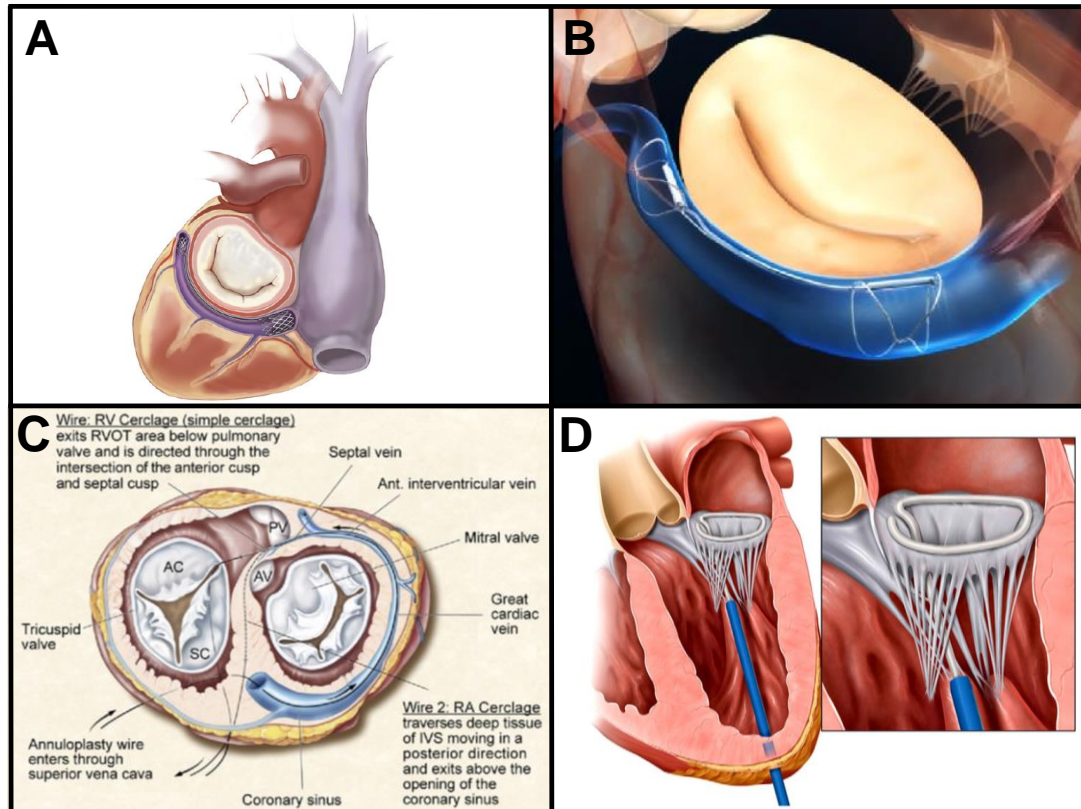 A
B
C
Wire: RV Cerclage (simple cerclage)
exits RVOT area below pulmonary
valve and is directed through the
intersection of the anterior cusp
and septal cusp
Septal vein
Ant. interventricular vein
Mitral valve
PV
AC
AV
Great
cardiac
vein
Tricuspid
valve
SC
Wire 2: RA Cerclage
traverses deep tissue
of IVS moving in a
posterior direction
and exits above the
opening of the
coronary sinus
Annuloplasty wire
enters through
superior vena cava
Coronary sinus
D